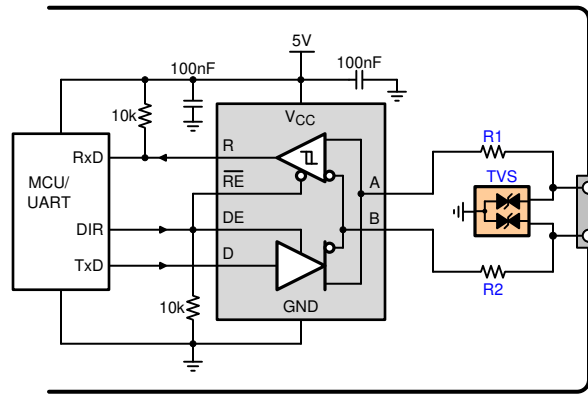 5V
100nF
100nF
10k
VCC
R1
RxD
R
TVS
RE
A
MCU/
UART
DIR
DE
B
TxD
D
10k
GND
R2